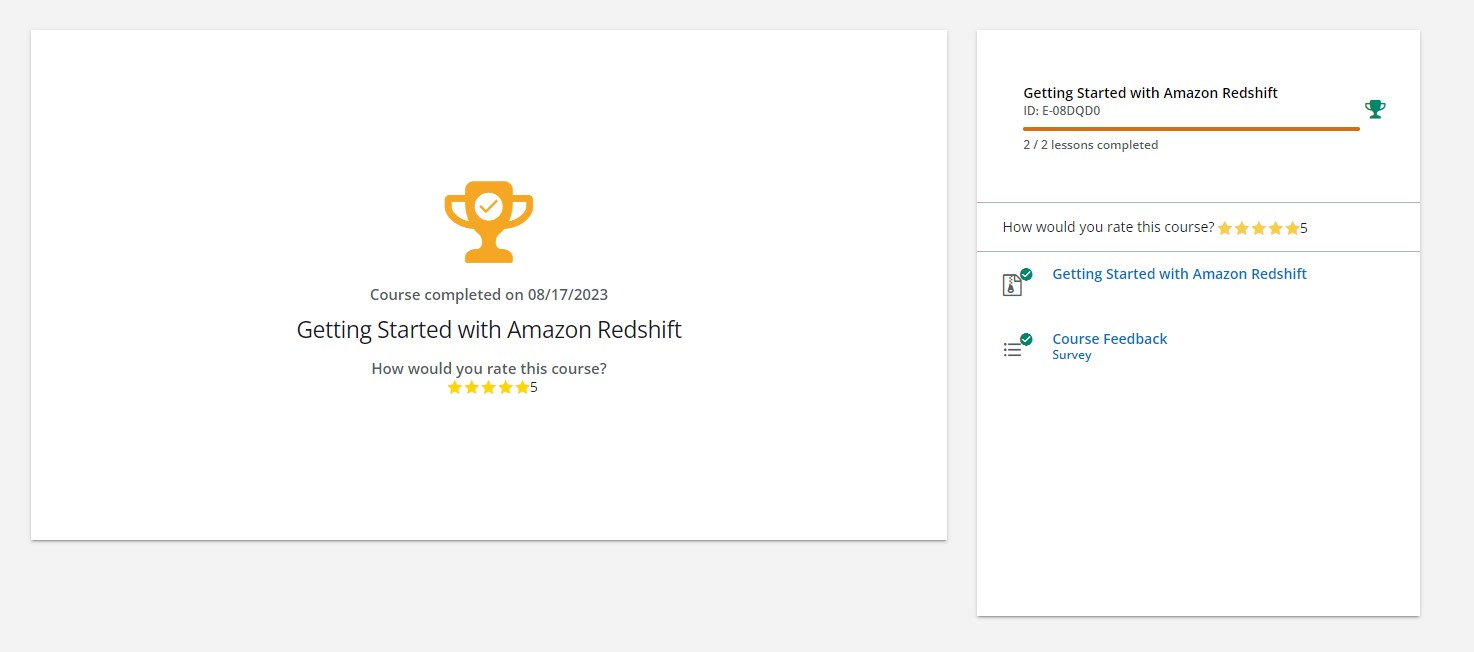 Course completed on 08/17/2023
Getting Started with Amazon Redshift
How would you rate this course?
5
Getting Started with Amazon Redshift
ID: E-08DQD0
2 / 2 lessons completed
How would you rate this course? 5
Getting Started with Amazon Redshift
Course Feedback
Survey